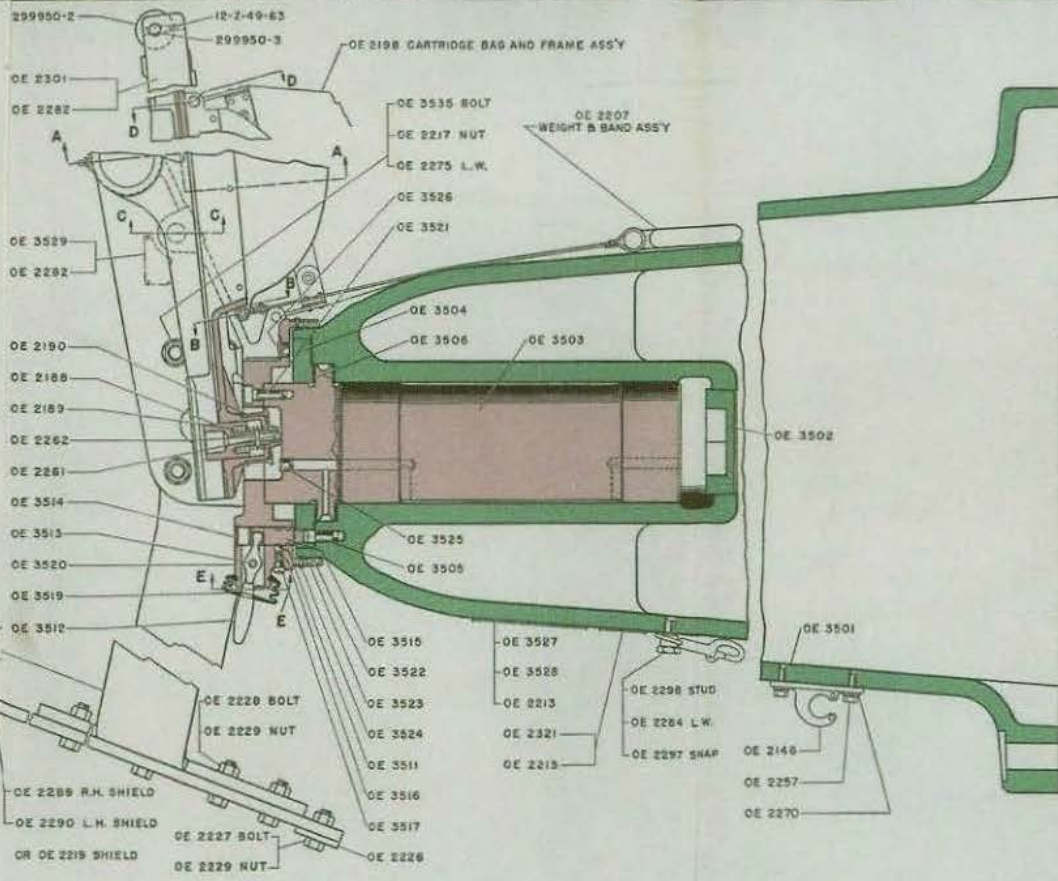 299950-2
12-Z-49-63
299950-3
OE 2198 CARTRIDGE BAG AND FRAME ASS'Y
OE 2301
OE 2282
D
D
A
A
OE 3535 BOLT
OE 2217 NUT
OE 2275 L.W.
OE 2207
WEIGHT & BAND ASS'Y
C
C
OE 3526
OE 3521
OE 3529
OE 2282
B
B
OE 3504
OE 3506
OE 3503
OE 2190
OE 2188
OE 2189
OE 2262
OE 2261
OE 3502
OE 3514
OE 3513
OE 3520
OE 3519
OE 3512
OE 3525
OE 3505
E
E
OE 3501
OE 3515
OE 3522
OE 3523
OE 3524
OE 3511
OE 3516
OE 3517
OE 3527
OE 3528
OE 2213
OE 2321
OE 2213
OE 2298 STUD
OE 2264 L.W.
OE 2297 SNAP
OE 2146
OE 2257
OE 2270
OE 2228 BOLT
OE 2229 NUT
OE 2289 R.H. SHIELD
OE 2290 L.H. SHIELD
OR OE 2219 SHIELD
OE 2227 BOLT
OE 2229 NUT
OE 2226